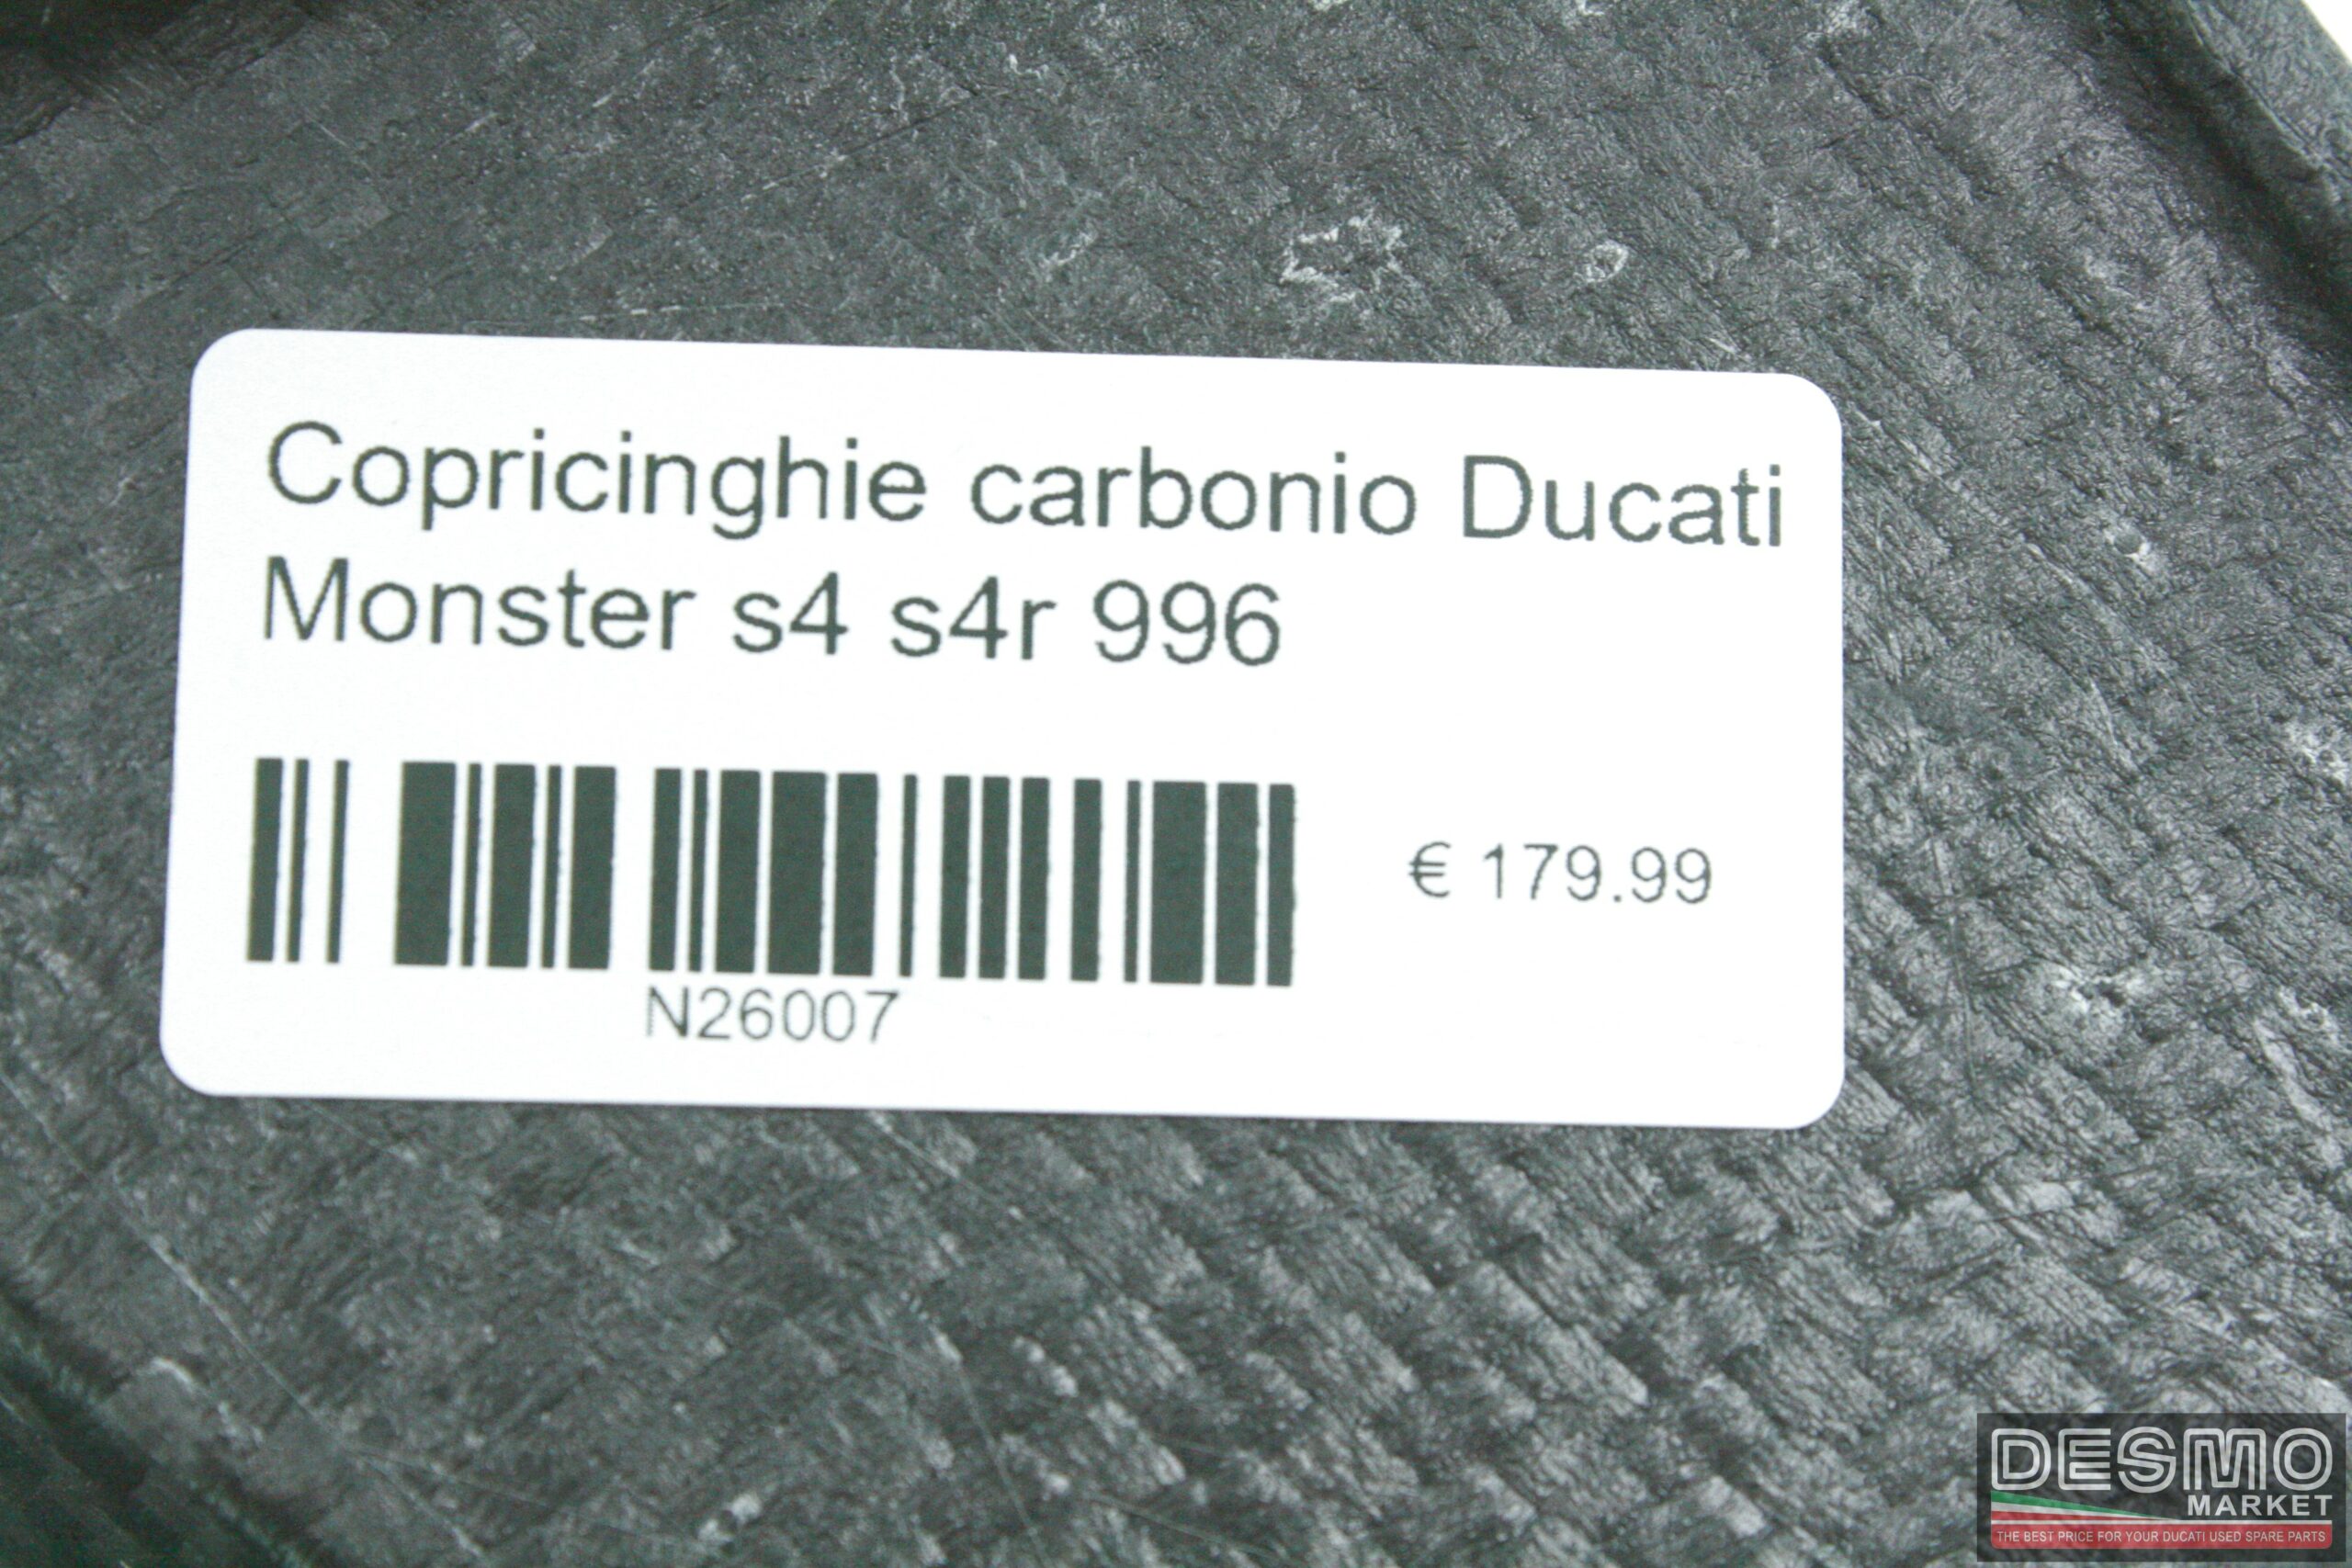 Copricinghie carbonio Ducati
Monster s4 s4r 996
€ 179.99
N26007
DESMO
MARKET
THE BEST PRICE FOR YOUR DUCATI USED SPARE PARTS